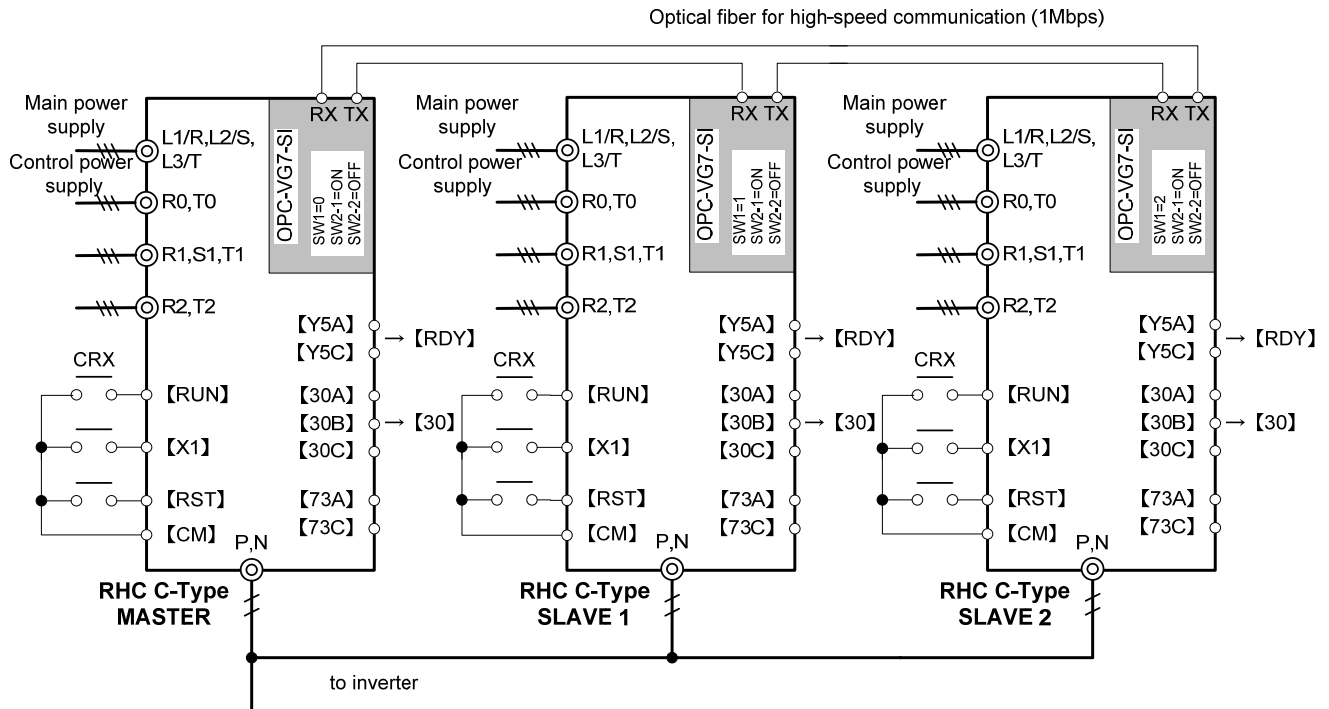 Optical fiber for high-speed communication (1Mbps)
Main power
supply
Control power
supply
L1/R,L2/S,
L3/T
R0,T0
R1,S1,T1
R2,T2
RX TX
OPC-VG7-SI
SW1=0
SW2-1=ON
SW2-2=OFF
CRX
【RUN】
【X1】
【RST】
【CM】
【Y5A】
【Y5C】
→【RDY】
【30A】
【30B】
【30C】
→【30】
【73A】
【73C】
P,N
RHC C-Type
MASTER
Main power
supply
Control power
supply
L1/R,L2/S,
L3/T
R0,T0
R1,S1,T1
R2,T2
RX TX
OPC-VG7-SI
SW1=1
SW2-1=ON
SW2-2=OFF
CRX
【RUN】
【X1】
【RST】
【CM】
【Y5A】
【Y5C】
→【RDY】
【30A】
【30B】
【30C】
→【30】
【73A】
【73C】
P,N
RHC C-Type
SLAVE 1
Main power
supply
Control power
supply
L1/R,L2/S,
L3/T
R0,T0
R1,S1,T1
R2,T2
RX TX
OPC-VG7-SI
SW1=2
SW2-1=ON
SW2-2=OFF
CRX
【RUN】
【X1】
【RST】
【CM】
【Y5A】
【Y5C】
→【RDY】
【30A】
【30B】
【30C】
→【30】
【73A】
【73C】
P,N
RHC C-Type
SLAVE 2
to inverter